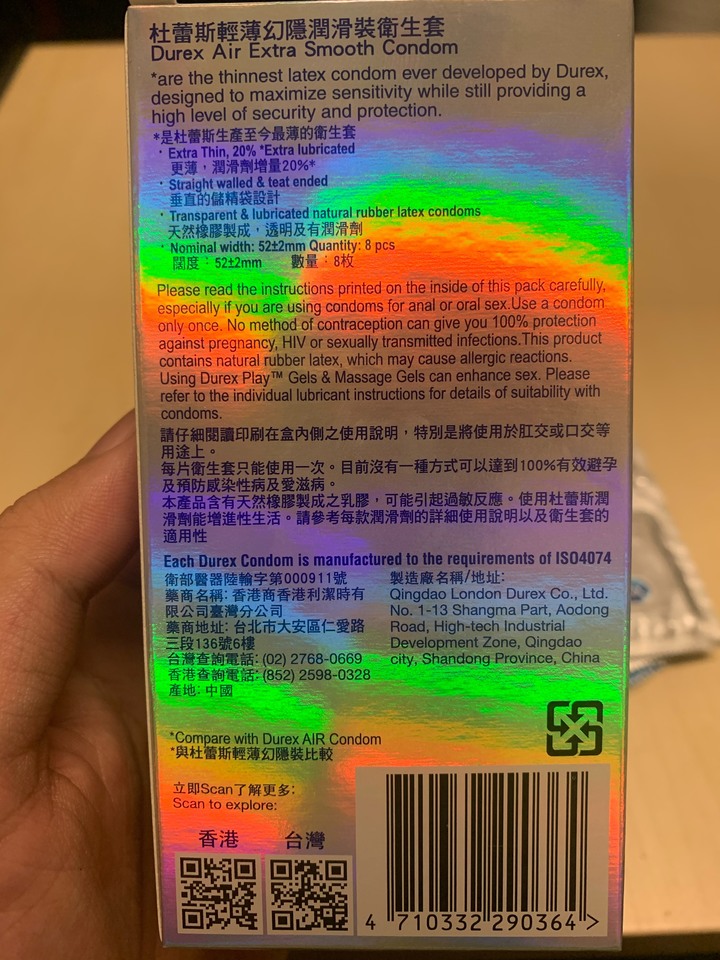 杜蕾斯輕薄幻隱潤滑裝衛生套
Durex Air Extra Smooth Condom
*are the thinnest latex condom ever developed by Durex,
designed to maximize sensitivity while still providing a
high level of security and protection.
*是杜蕾斯生產至今最薄的衛生套
· Extra Thin, 20% *Extra lubricated
更薄，潤滑劑增量20%*
· Straight walled & teat ended
垂直的儲精袋設計
· Transparent & lubricated natural rubber latex condoms
天然橡膠製成，透明及有潤滑劑
· Nominal width: 52±2mm Quantity: 8 pcs
闊度：52±2mm 數量：8枚
Please read the instructions printed on the inside of this pack carefully,
especially if you are using condoms for anal or oral sex.Use a condom
only once. No method of contraception can give you 100% protection
against pregnancy, HIV or sexually transmitted infections.This product
contains natural rubber latex, which may cause allergic reactions.
Using Durex Play™ Gels & Massage Gels can enhance sex. Please
refer to the individual lubricant instructions for details of suitability with
condoms.
請仔細閱讀印刷在盒內側之使用說明，特別是將使用於肛交或口交等
用途上。
每片衛生套只能使用一次。目前沒有一種方式可以達到100%有效避孕
及預防感染性病及愛滋病。
本產品含有天然橡膠製成之乳膠，可能引起過敏反應。使用杜蕾斯潤
滑劑能增進性生活。請參考每款潤滑劑的詳細使用說明以及衛生套的
適用性
Each Durex Condom is manufactured to the requirements of ISO4074
衛部醫器陸輸字第000911號
藥商名稱: 香港商香港利潔時有
限公司臺灣分公司
藥商地址: 台北市大安區仁愛路
三段136號6樓
台灣查詢電話: (02) 2768-0669
香港查詢電話: (852) 2598-0328
產地: 中國
製造廠名稱/地址:
Qingdao London Durex Co., Ltd.
No. 1-13 Shangma Part, Aodong
Road, High-tech Industrial
Development Zone, Qingdao
city, Shandong Province, China
*Compare with Durex AIR Condom
*與杜蕾斯輕薄幻隱裝比較
立即Scan了解更多:
Scan to explore:
香港 台灣
4 710332 290364 >